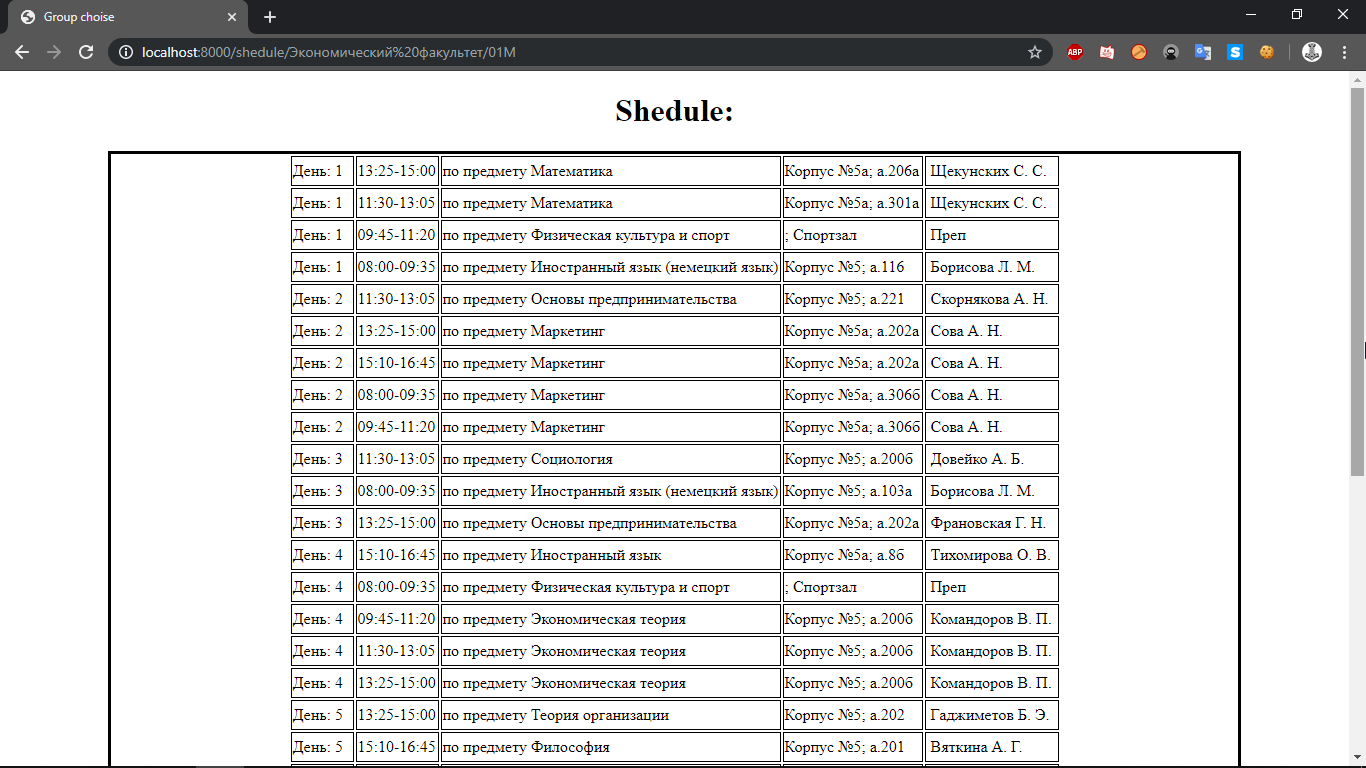 Group choise
localhost:8000/shedule/Экономический%20факультет/01М
ABP
S
Shedule:
День: 1 13:25-15:00 по предмету Математика Корпус №5а; а.206а Щекунских С. С.
День: 1 11:30-13:05 по предмету Математика Корпус №5а; а.301а Щекунских С. С.
День: 1 09:45-11:20 по предмету Физическая культура и спорт ; Спортзал Преп
День: 1 08:00-09:35 по предмету Иностранный язык (немецкий язык) Корпус №5; а.116 Борисова Л. М.
День: 2 11:30-13:05 по предмету Основы предпринимательства Корпус №5; а.221 Скорнякова А. Н.
День: 2 13:25-15:00 по предмету Маркетинг Корпус №5а; а.202а Сова А. Н.
День: 2 15:10-16:45 по предмету Маркетинг Корпус №5а; а.202а Сова А. Н.
День: 2 08:00-09:35 по предмету Маркетинг Корпус №5а; а.306б Сова А. Н.
День: 2 09:45-11:20 по предмету Маркетинг Корпус №5а; а.306б Сова А. Н.
День: 3 11:30-13:05 по предмету Социология Корпус №5; а.200б Довейко А. Б.
День: 3 08:00-09:35 по предмету Иностранный язык (немецкий язык) Корпус №5; а.103а Борисова Л. М.
День: 3 13:25-15:00 по предмету Основы предпринимательства Корпус №5а; а.202а Франовская Г. Н.
День: 4 15:10-16:45 по предмету Иностранный язык Корпус №5а; а.8б Тихомирова О. В.
День: 4 08:00-09:35 по предмету Физическая культура и спорт ; Спортзал Преп
День: 4 09:45-11:20 по предмету Экономическая теория Корпус №5; а.200б Командоров В. П.
День: 4 11:30-13:05 по предмету Экономическая теория Корпус №5; а.200б Командоров В. П.
День: 4 13:25-15:00 по предмету Экономическая теория Корпус №5; а.200б Командоров В. П.
День: 5 13:25-15:00 по предмету Теория организации Корпус №5; а.202 Гаджиметов Б. Э.
День: 5 15:10-16:45 по предмету Философия Корпус №5; а.201 Вяткина А. Г.